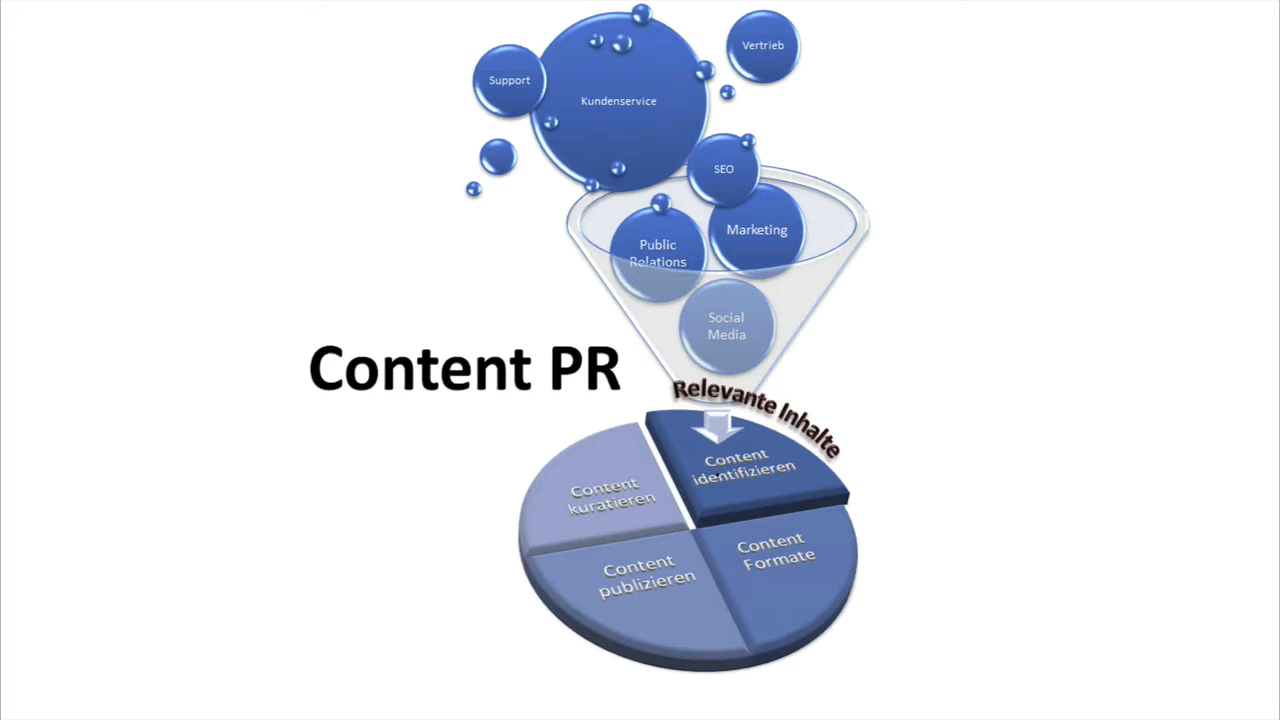 Vertrieb
Support
Kundenservice
SEO
Marketing
Public
Relations
Social
Media
Content PR
Relevante Inhalte
Content
identifizieren
Content
kuratieren
Content
Formate
Content
publizieren